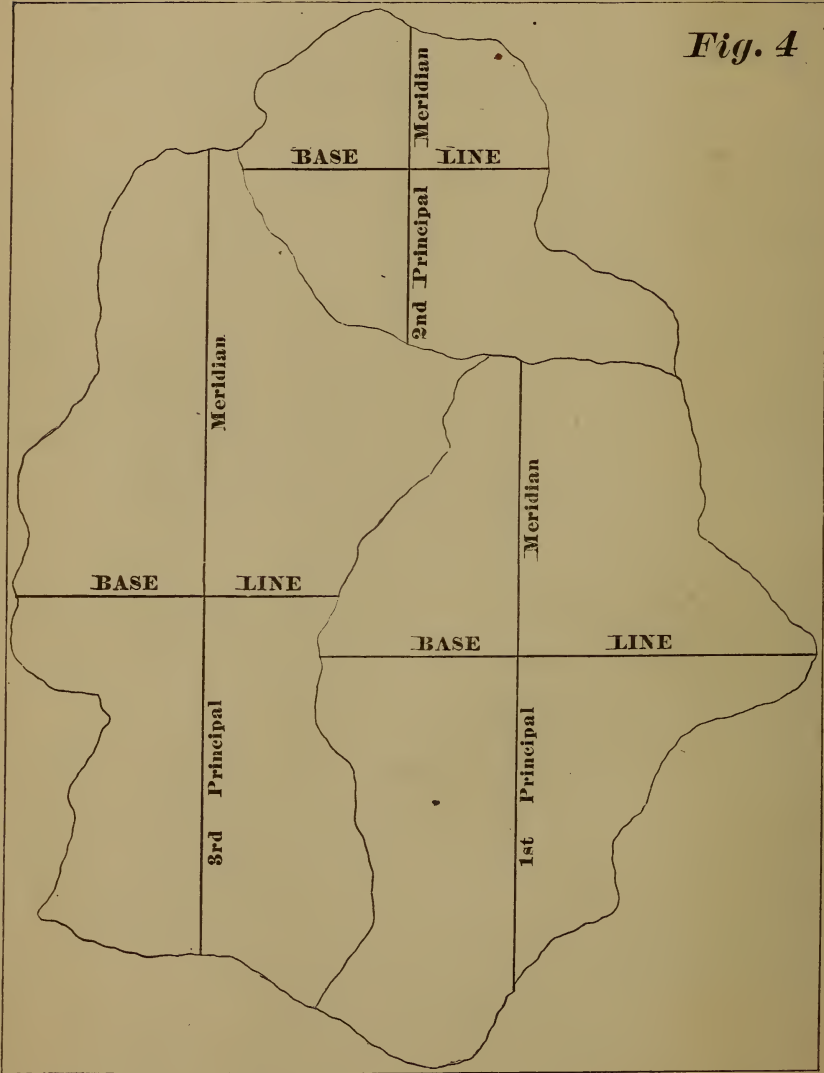 Fig. 4
BASE LINE
2nd Principal Meridian
BASE LINE
3rd Principal Meridian
BASE LINE
1st Principal Meridian